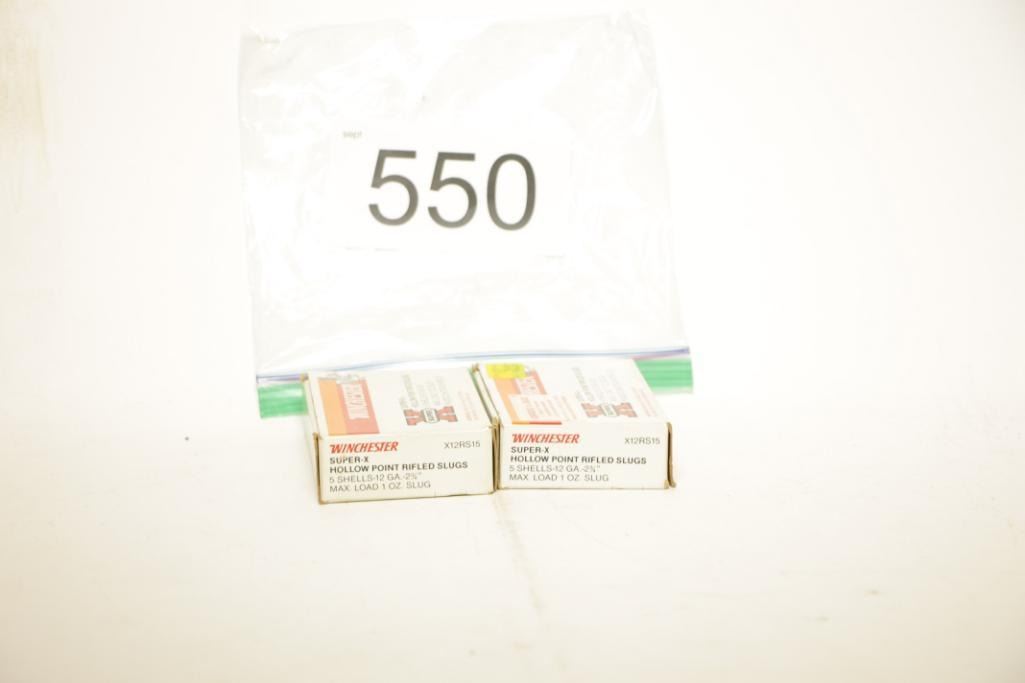 sept
550
WINCHESTER X12RS15
SUPER-X
HOLLOW POINT RIFLED SLUGS
5 SHELLS-12 GA.-2¾"
MAX. LOAD 1 OZ. SLUG
WINCHESTER X12RS15
SUPER-X
HOLLOW POINT RIFLED SLUGS
5 SHELLS-12 GA.-2¾"
MAX. LOAD 1 OZ. SLUG